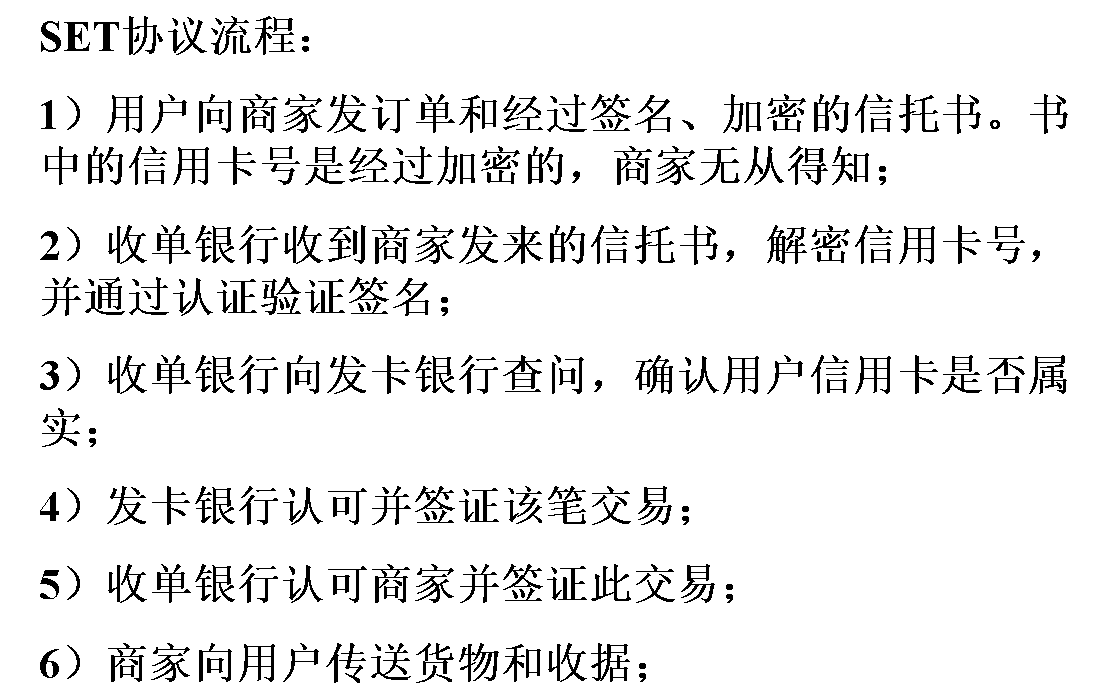 SET协议流程：
1）用户向商家发订单和经过签名、加密的信托书。书
中的信用卡号是经过加密的，商家无从得知；
2）收单银行收到商家发来的信托书，解密信用卡号，
并通过认证验证签名；
3）收单银行向发卡银行查问，确认用户信用卡是否属
实；
4）发卡银行认可并签证该笔交易；
5）收单银行认可商家并签证此交易；
6）商家向用户传送货物和收据；